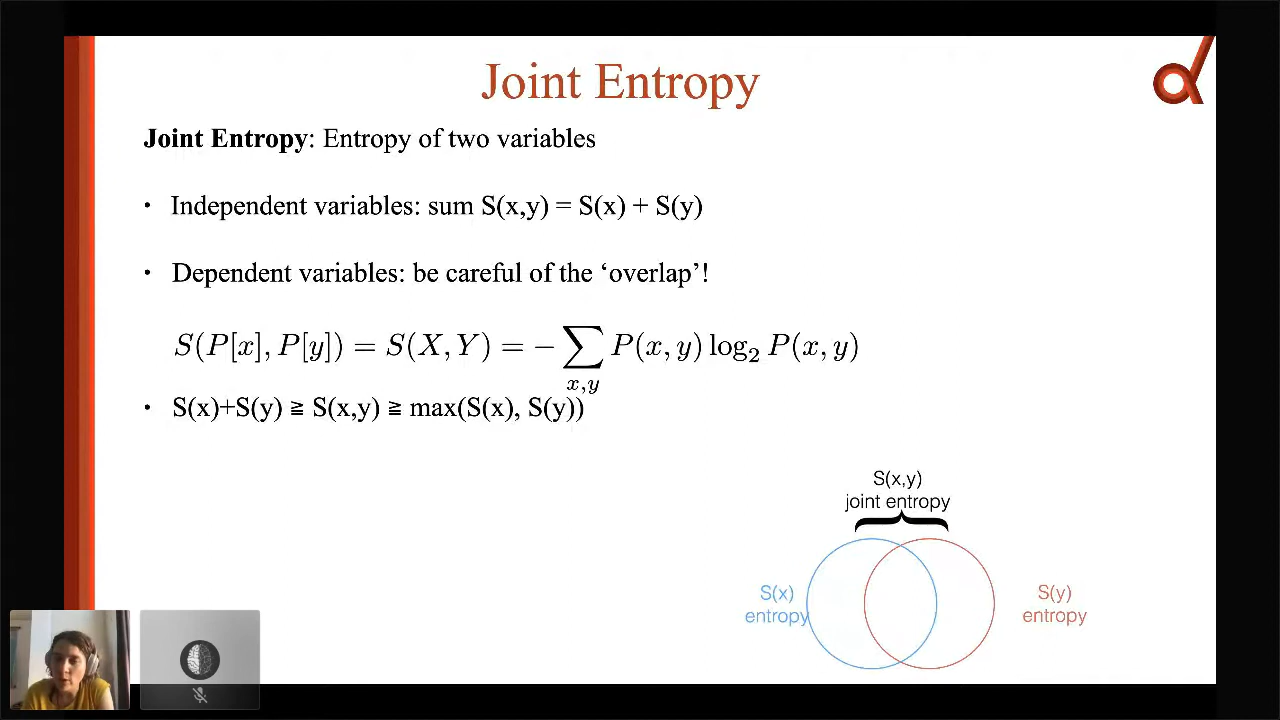 Joint Entropy
Joint Entropy: Entropy of two variables
• Independent variables: sum S(x,y) = S(x) + S(y)
• Dependent variables: be careful of the ‘overlap’!
S(P[x], P[y]) = S(X, Y) = − ∑ P(x, y) log₂ P(x, y)
x,y
• S(x)+S(y) ≧ S(x,y) ≧ max(S(x), S(y))
S(x,y)
joint entropy
S(x)
entropy
S(y)
entropy